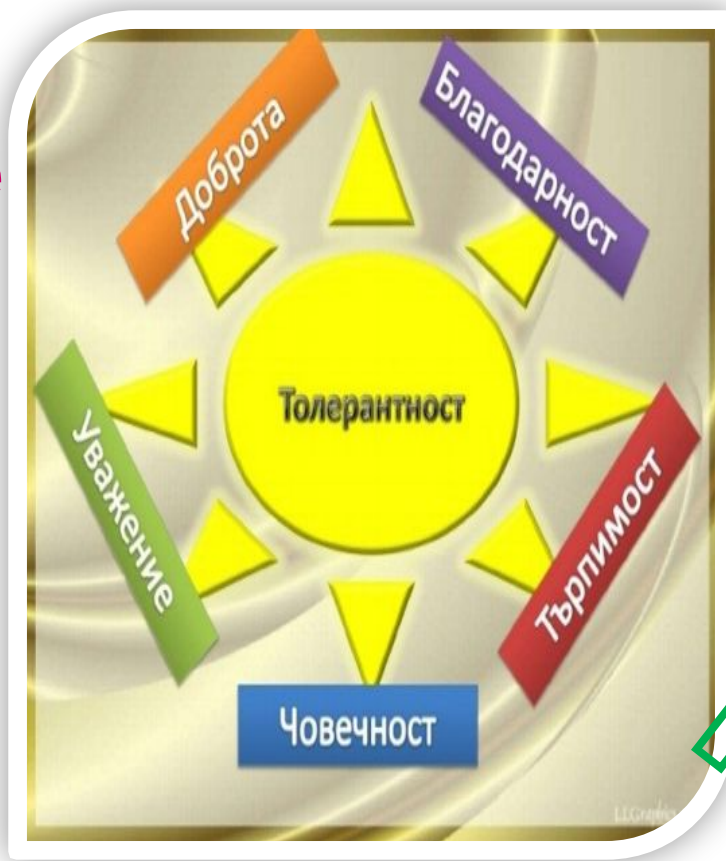 Доброта
Благодарност
Толерантност
Уважение
Търпимост
Човечност